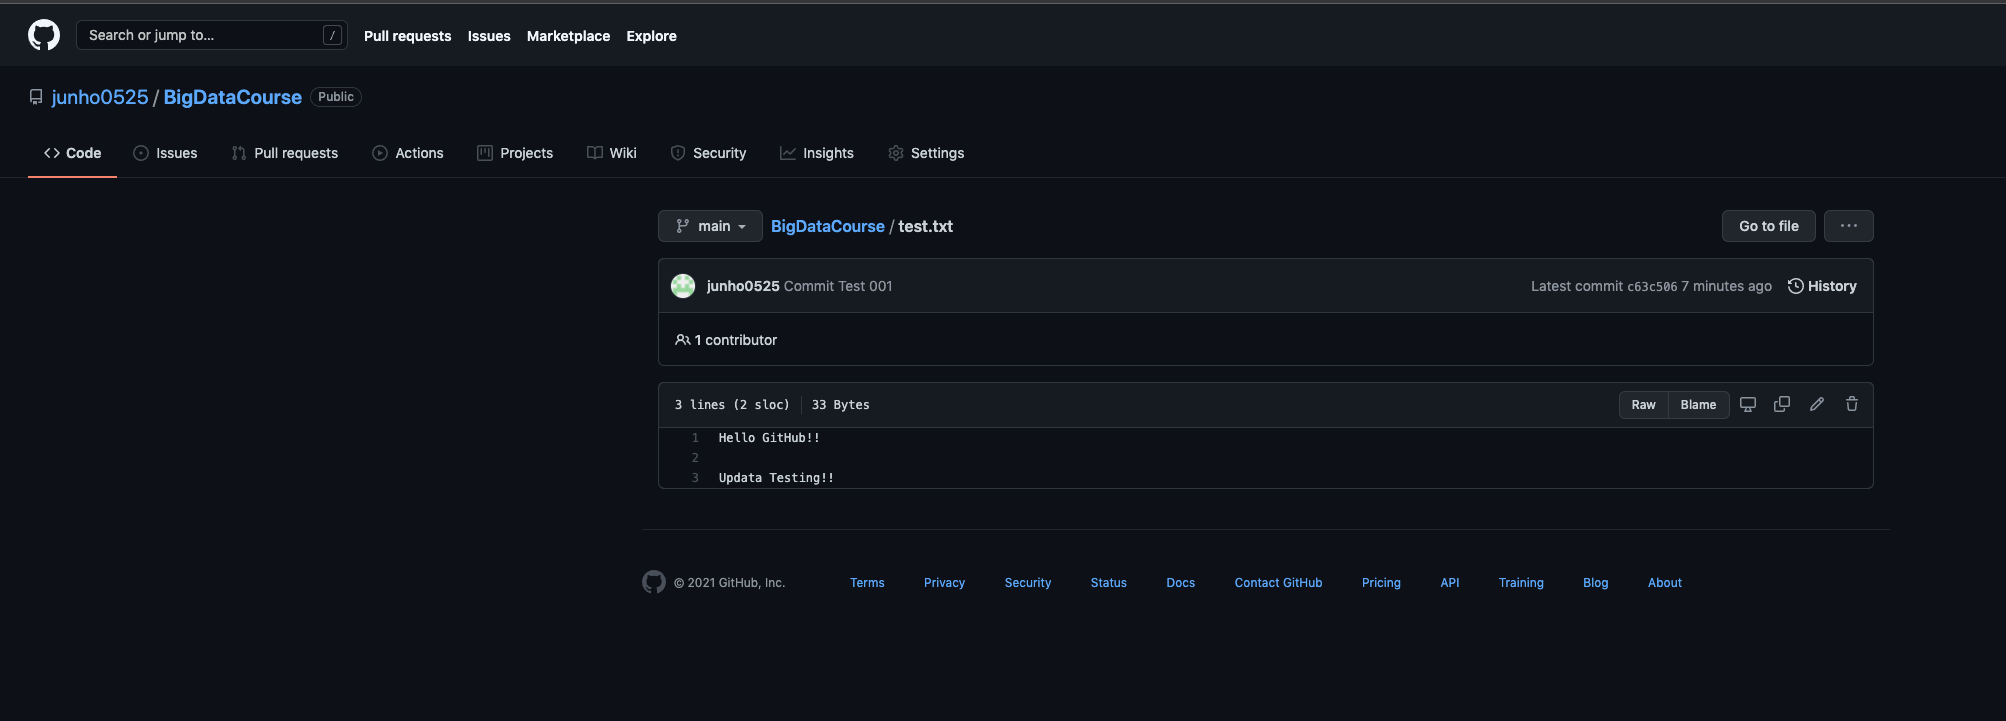 Search or jump to... /
Pull requests Issues Marketplace Explore
junho0525 / BigDataCourse Public
Code Issues Pull requests Actions Projects Wiki Security Insights Settings
main BigDataCourse / test.txt Go to file ...
junho0525 Commit Test 001 Latest commit c63c506 7 minutes ago History
1 contributor
3 lines (2 sloc) 33 Bytes Raw Blame
1 Hello GitHub!!
2
3 Updata Testing!!
© 2021 GitHub, Inc. Terms Privacy Security Status Docs Contact GitHub Pricing API Training Blog About